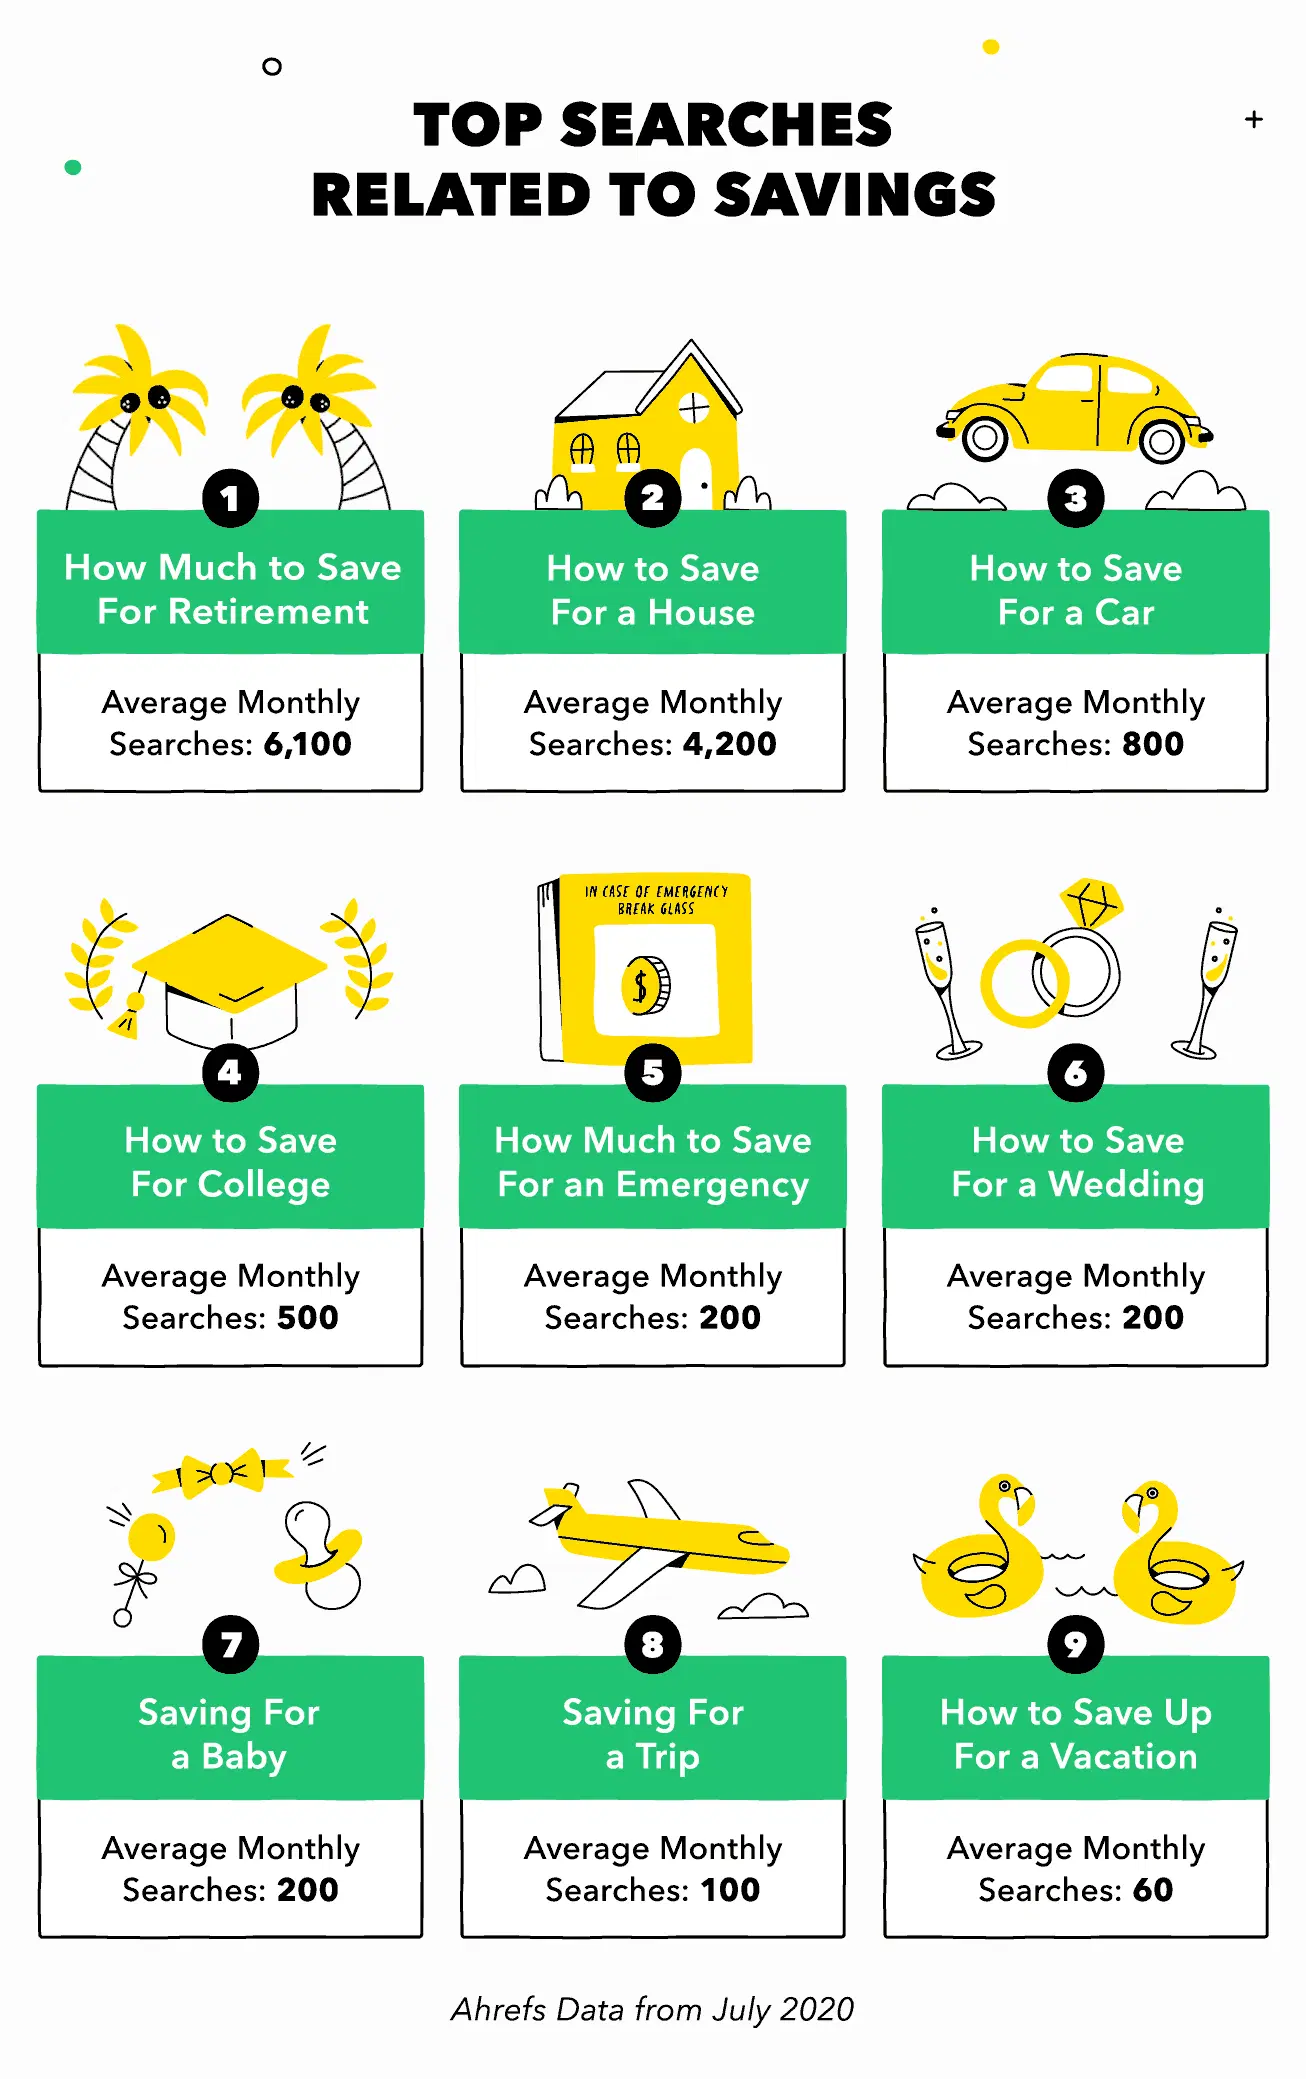 TOP SEARCHES
RELATED TO SAVINGS
1
How Much to Save
For Retirement
Average Monthly
Searches: 6,100
2
How to Save
For a House
Average Monthly
Searches: 4,200
3
How to Save
For a Car
Average Monthly
Searches: 800
4
How to Save
For College
Average Monthly
Searches: 500
IN CASE OF EMERGENCY
BREAK GLASS
$
5
How Much to Save
For an Emergency
Average Monthly
Searches: 200
6
How to Save
For a Wedding
Average Monthly
Searches: 200
7
Saving For
a Baby
Average Monthly
Searches: 200
8
Saving For
a Trip
Average Monthly
Searches: 100
9
How to Save Up
For a Vacation
Average Monthly
Searches: 60
Ahrefs Data from July 2020